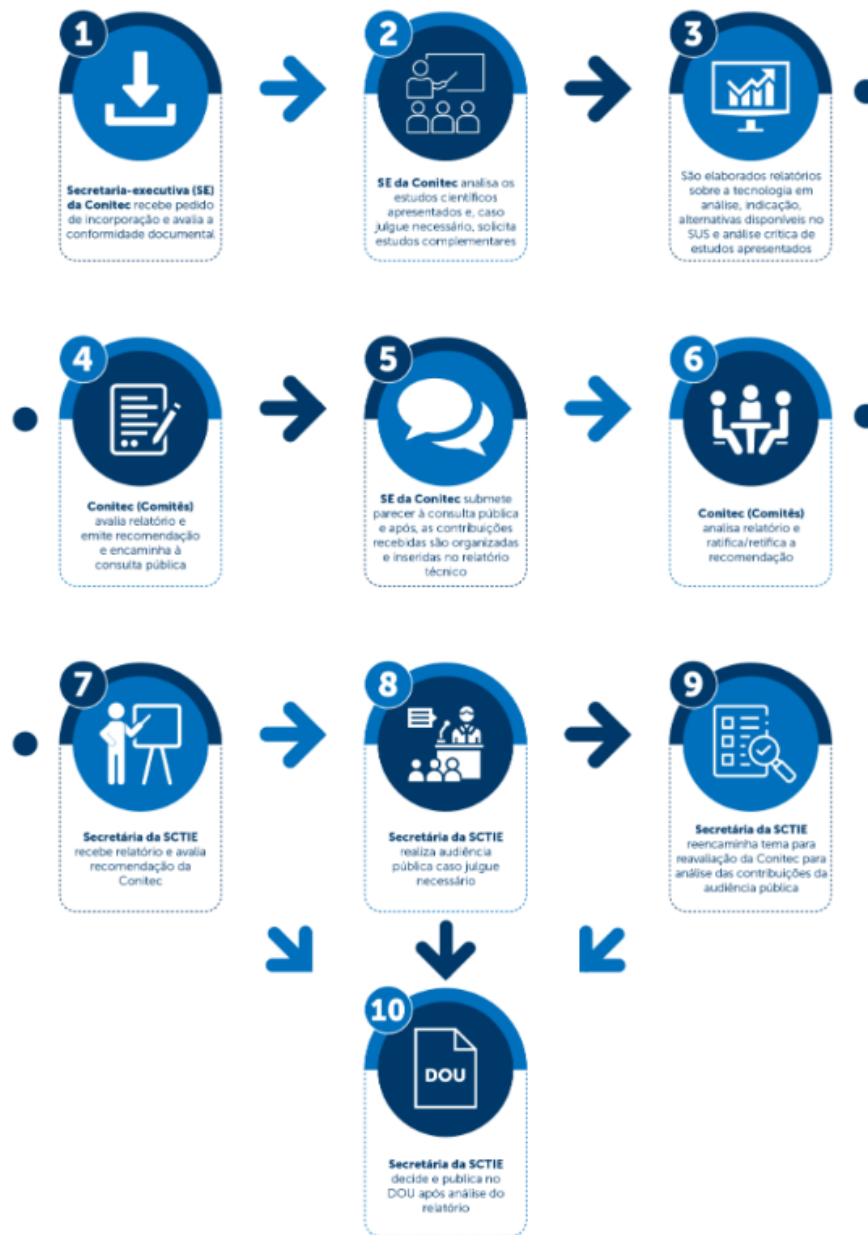 1
Secretaria-executiva (SE)
da Conitec recebe pedido
de incorporação e avalia a
conformidade documental
2
SE da Conitec analisa os
estudos científicos
apresentados e, caso
julgue necessário, solicita
estudos complementares
3
São elaborados relatórios
sobre a tecnologia em
análise, indicação,
alternativas disponíveis no
SUS e análise crítica de
estudos apresentados
4
Conitec (Comitês)
avalia relatório e
emite recomendação
e encaminha à
consulta pública
5
SE da Conitec submete
parecer à consulta pública
e após, as contribuições
recebidas são organizadas
e inseridas no relatório
técnico
6
Conitec (Comitês)
analisa relatório e
ratifica/retifica a
recomendação
7
Secretária da SCTIE
recebe relatório e avalia
recomendação da
Conitec
8
Secretária da SCTIE
realiza audiência
pública caso julgue
necessário
9
Secretária da SCTIE
reencaminha tema para
reavaliação da Conitec para
análise das contribuições da
audiência pública
10
DOU
Secretária da SCTIE
decide e publica no
DOU após análise do
relatório